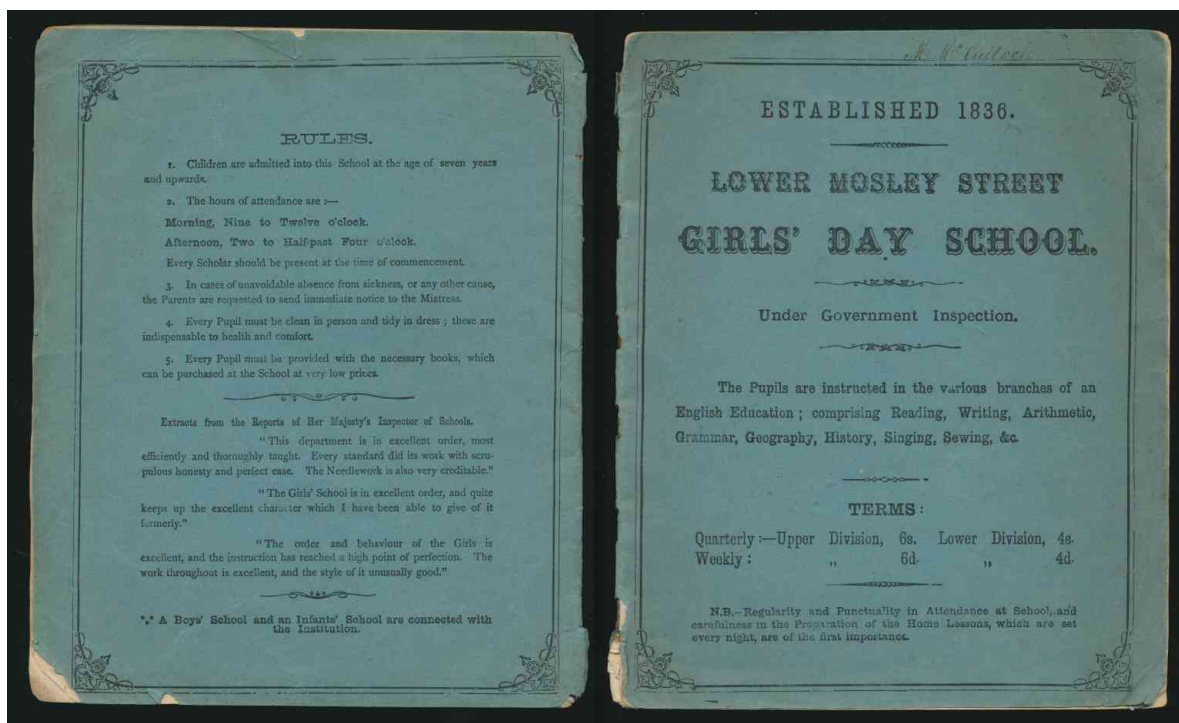 RULES.
1. Children are admitted into this School at the age of seven years
and upwards.
2. The hours of attendance are :—
Morning, Nine to Twelve o'clock.
Afternoon, Two to Half-past Four o'clock.
Every Scholar should be present at the time of commencement.
3. In cases of unavoidable absence from sickness, or any other cause,
the Parents are requested to send immediate notice to the Mistress.
4. Every Pupil must be clean in person and tidy in dress ; these are
indispensable to health and comfort.
5. Every Pupil must be provided with the necessary books, which
can be purchased at the School at very low prices.
Extracts from the Reports of Her Majesty's Inspector of Schools.
"This department is in excellent order, most
efficiently and thoroughly taught. Every standard did its work with scru-
pulous honesty and perfect ease. The Needlework is also very creditable."
"The Girls' School is in excellent order, and quite
keeps up the excellent character which I have been able to give of it
formerly."
"The order and behaviour of the Girls is
excellent, and the instruction has reached a high point of perfection. The
work throughout is excellent, and the style of it unusually good."
*** A Boys' School and an Infants' School are connected with
the Institution.
M. McCulloch
ESTABLISHED 1836.
LOWER MOSLEY STREET
GIRLS' DAY SCHOOL.
Under Government Inspection.
The Pupils are instructed in the various branches of an
English Education ; comprising Reading, Writing, Arithmetic,
Grammar, Geography, History, Singing, Sewing, &c.
TERMS :
Quarterly :—Upper Division, 6s. Lower Division, 4s.
Weekly : ,, 6d. ,, 4d.
N.B.—Regularity and Punctuality in Attendance at School, and
carefulness in the Preparation of the Home Lessons, which are set
every night, are of the first importance.